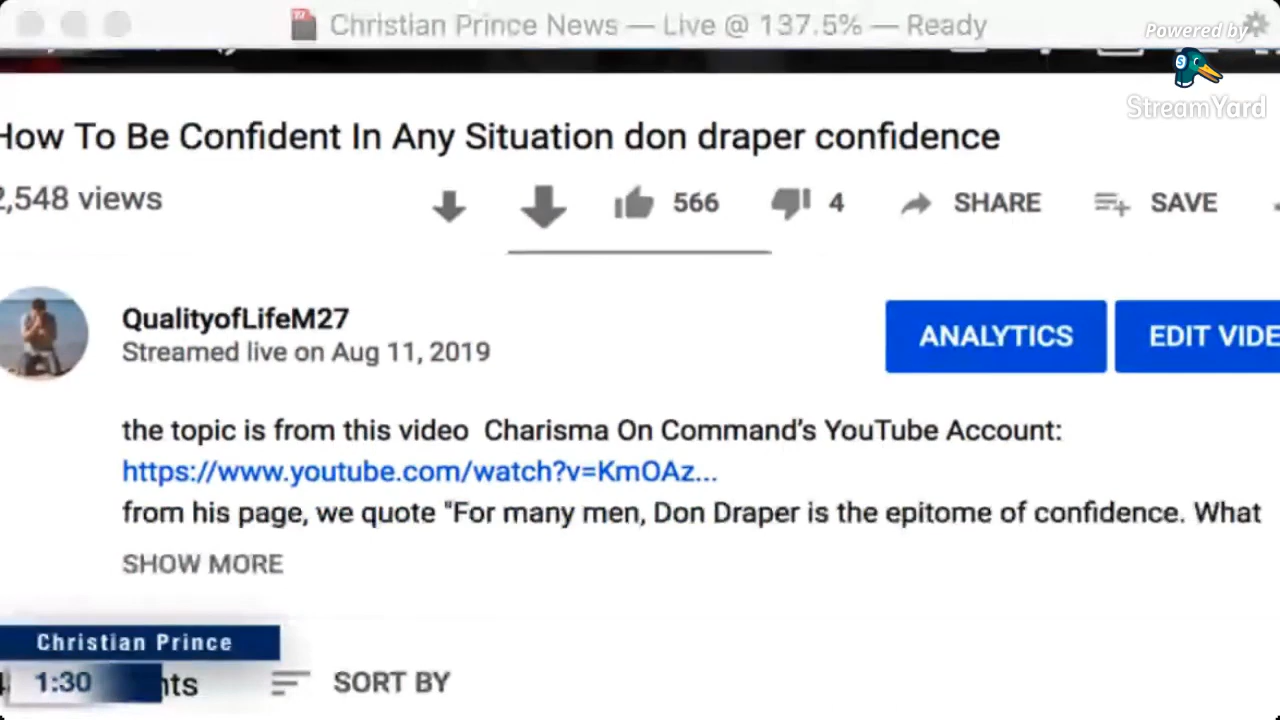 Christian Prince News — Live @ 137.5% — Ready
Powered by
StreamYard
How To Be Confident In Any Situation don draper confidence
2,548 views
566
4
SHARE
SAVE
QualityofLifeM27
Streamed live on Aug 11, 2019
ANALYTICS
EDIT VIDE
the topic is from this video  Charisma On Command's YouTube Account:
https://www.youtube.com/watch?v=KmOAz...
from his page, we quote "For many men, Don Draper is the epitome of confidence. What
SHOW MORE
Christian Prince
1:30
nts
SORT BY